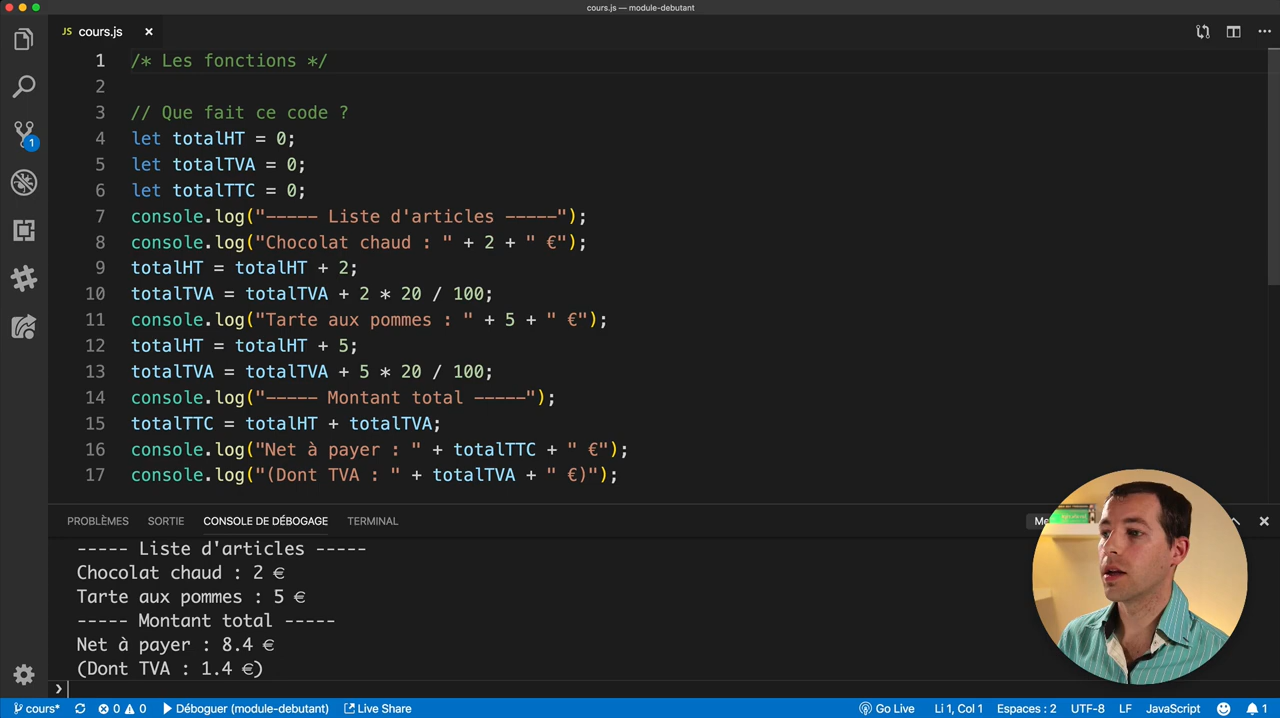 cours.js — module-debutant
JS cours.js ×
1 /* Les fonctions */
2
3 // Que fait ce code ?
4 let totalHT = 0;
5 let totalTVA = 0;
6 let totalTTC = 0;
7 console.log("----- Liste d'articles -----");
8 console.log("Chocolat chaud : " + 2 + " €");
9 totalHT = totalHT + 2;
10 totalTVA = totalTVA + 2 * 20 / 100;
11 console.log("Tarte aux pommes : " + 5 + " €");
12 totalHT = totalHT + 5;
13 totalTVA = totalTVA + 5 * 20 / 100;
14 console.log("----- Montant total -----");
15 totalTTC = totalHT + totalTVA;
16 console.log("Net à payer : " + totalTTC + " €");
17 console.log("(Dont TVA : " + totalTVA + " €)");
1
PROBLÈMES SORTIE CONSOLE DE DÉBOGAGE TERMINAL
----- Liste d'articles -----
Chocolat chaud : 2 €
Tarte aux pommes : 5 €
----- Montant total -----
Net à payer : 8.4 €
(Dont TVA : 1.4 €)
cours* 0 0 Déboguer (module-debutant) Live Share Go Live Li 1, Col 1 Espaces : 2 UTF-8 LF JavaScript 1